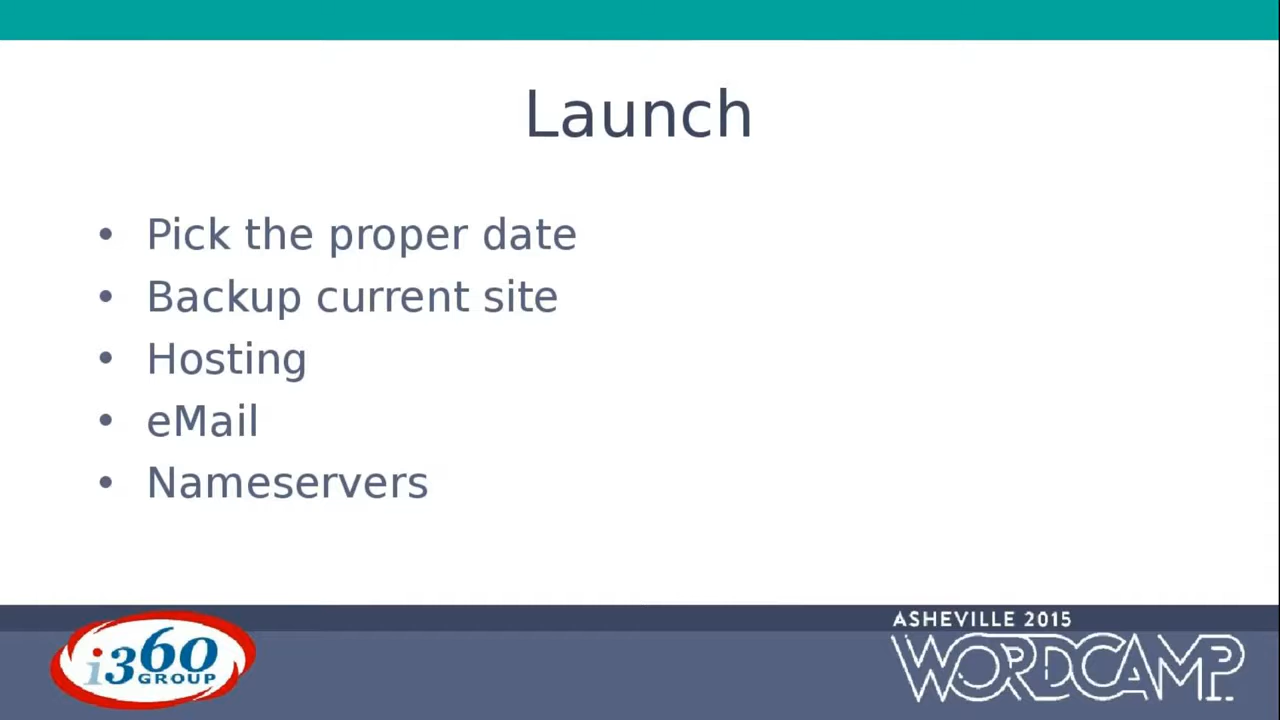 Launch
• Pick the proper date
• Backup current site
• Hosting
• eMail
• Nameservers
i360
GROUP
ASHEVILLE 2015
WORDCAMP